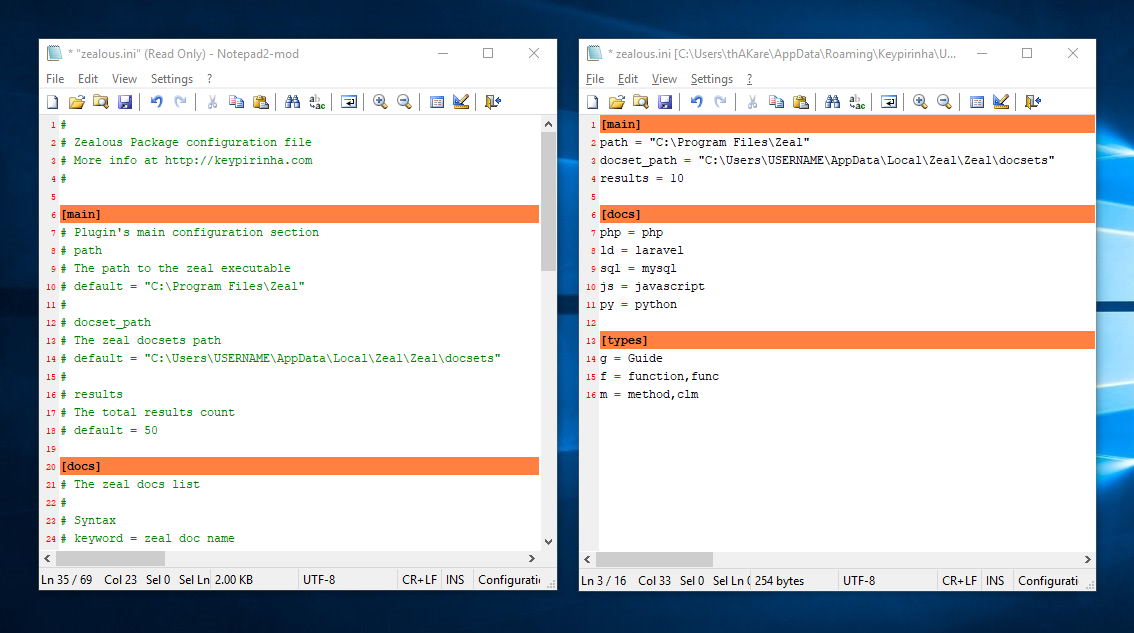 * "zealous.ini" (Read Only) - Notepad2-mod
File Edit View Settings ?
1 #
2 # Zealous Package configuration file
3 # More info at http://keypirinha.com
4 #
5
6 [main]
7 # Plugin's main configuration section
8 # path
9 # The path to the zeal executable
10 # default = "C:\Program Files\Zeal"
11 #
12 # docset_path
13 # The zeal docsets path
14 # default = "C:\Users\USERNAME\AppData\Local\Zeal\Zeal\docsets"
15 #
16 # results
17 # The total results count
18 # default = 50
19
20 [docs]
21 # The zeal docs list
22 #
23 # Syntax
24 # keyword = zeal doc name
Ln 35 / 69 Col 23 Sel 0 Sel Ln 2.00 KB UTF-8 CR+LF INS Configurati
* zealous.ini [C:\Users\thAKare\AppData\Roaming\Keypirinha\U...
File Edit View Settings ?
1 [main]
2 path = "C:\Program Files\Zeal"
3 docset_path = "C:\Users\USERNAME\AppData\Local\Zeal\Zeal\docsets"
4 results = 10
5
6 [docs]
7 php = php
8 ld = laravel
9 sql = mysql
10 js = javascript
11 py = python
12
13 [types]
14 g = Guide
15 f = function,func
16 m = method,clm
Ln 3 / 16 Col 33 Sel 0 Sel Ln 0 254 bytes UTF-8 CR+LF INS Configurati